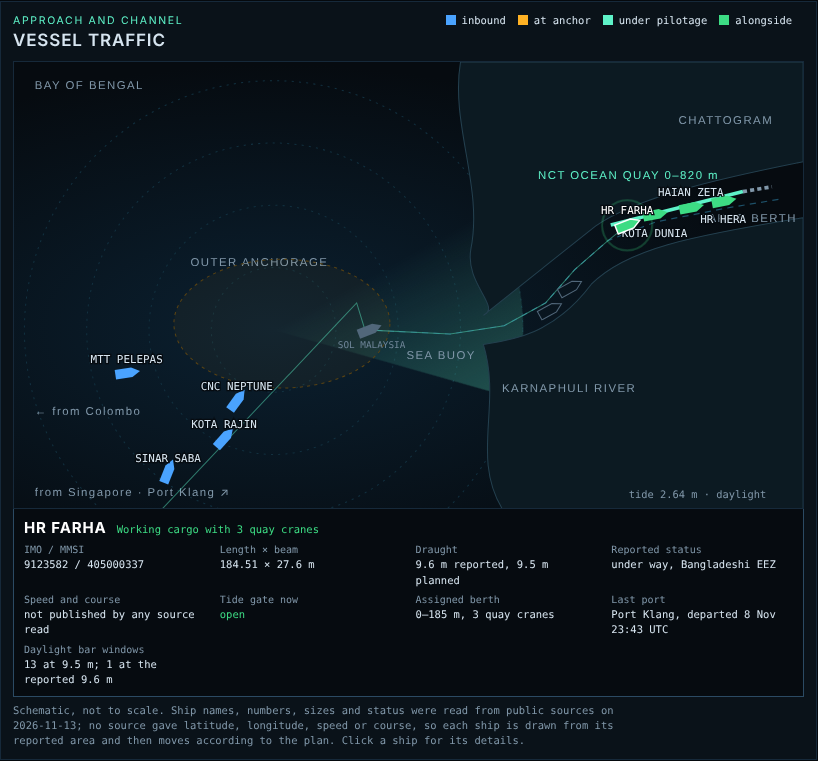 APPROACH AND CHANNEL
VESSEL TRAFFIC
inbound
at anchor
under pilotage
alongside
BAY OF BENGAL
CHATTOGRAM
NCT OCEAN QUAY 0–820 m
HAIAN ZETA
HR FARHA
HR HERA
BERTH
KOTA DUNIA
OUTER ANCHORAGE
SOL MALAYSIA
SEA BUOY
MTT PELEPAS
CNC NEPTUNE
KARNAPHULI RIVER
← from Colombo
KOTA RAJIN
SINAR SABA
from Singapore · Port Klang ↗
tide 2.64 m · daylight
HR FARHA Working cargo with 3 quay cranes
IMO / MMSI
9123582 / 405000337
Length × beam
184.51 × 27.6 m
Draught
9.6 m reported, 9.5 m
planned
Reported status
under way, Bangladeshi EEZ
Speed and course
not published by any source
read
Tide gate now
open
Assigned berth
0–185 m, 3 quay cranes
Last port
Port Klang, departed 8 Nov
23:43 UTC
Daylight bar windows
13 at 9.5 m; 1 at the
reported 9.6 m
Schematic, not to scale. Ship names, numbers, sizes and status were read from public sources on
2026-11-13; no source gave latitude, longitude, speed or course, so each ship is drawn from its
reported area and then moves according to the plan. Click a ship for its details.